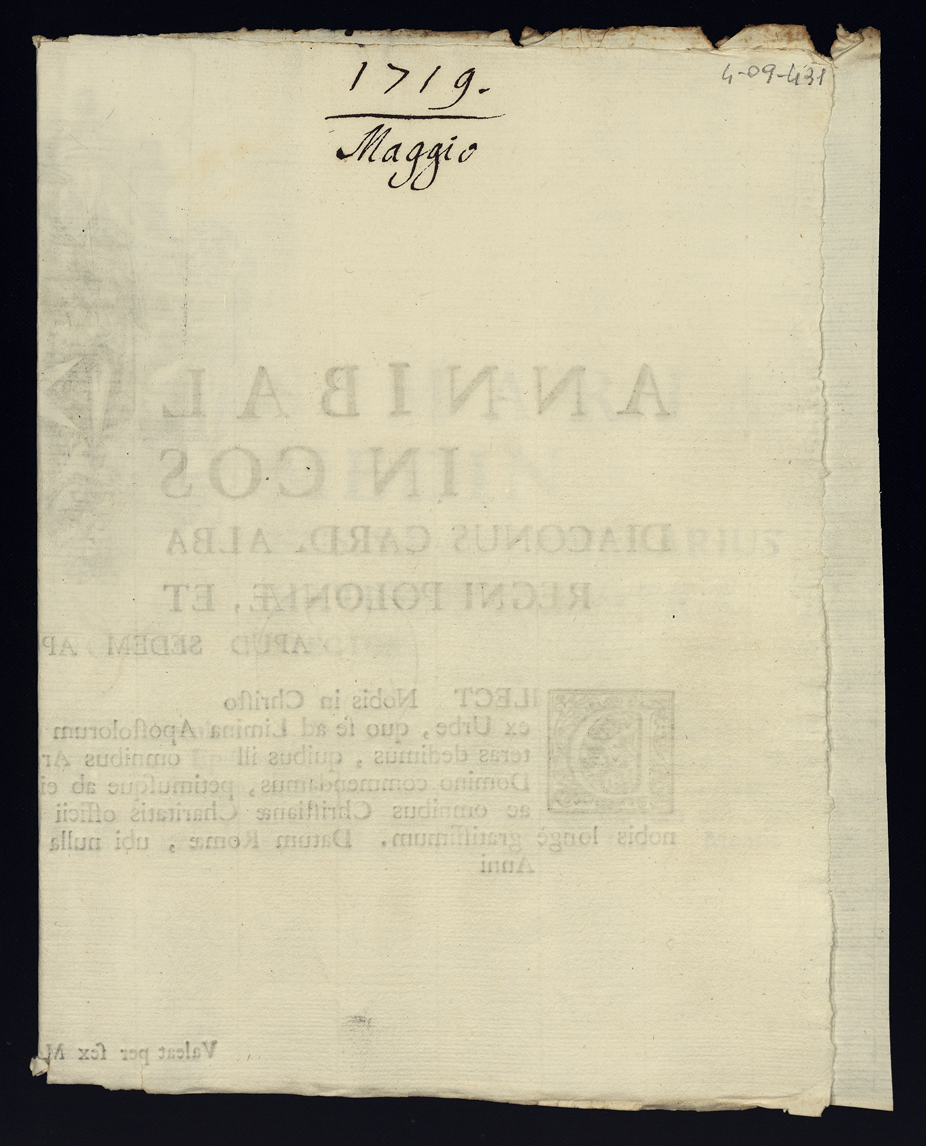 4-09-431
1719.
Maggio
ANNIBAL
IN COS
DIACONUS CARD. ALBA
REGNI POLONIÆ, ET
APUD SEDEM AP
ILECT Nobis in Chriſto
ex Urbe, quo ſe ad Limina Apoſtolorum
teras dedimus, quibus ill omnibus Ar
Domino commendamus, petimuſque ab ei
ac omnibus Chriſtianæ Charitatis officii
nobis longè gratiſſimum. Datum Romæ, ubi nulla
Anni
Valeat per ſex M